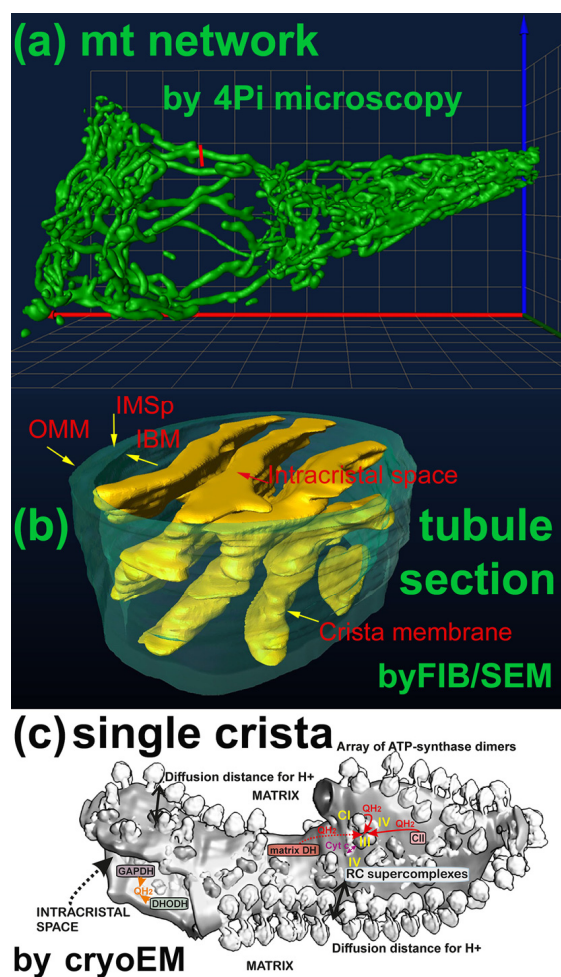 (a) mt network
by 4Pi microscopy
IMSp
OMM
IBM
Intracristal space
(b)
tubule
section
Crista membrane
byFIB/SEM
(c) single crista
Array of ATP-synthase dimers
Diffusion distance for H+
MATRIX
CI
QH2
IV
QH2
QH2
CII
matrix DH
Cyt c
III
IV
GAPDH
QH2
DHODH
RC supercomplexes
INTRACRISTAL
SPACE
Diffusion distance for H+
by cryoEM
MATRIX